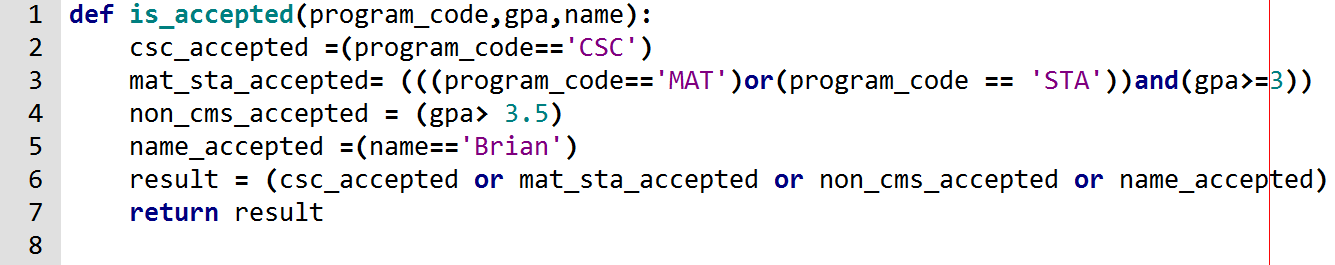 1 def is_accepted(program_code,gpa,name):
2     csc_accepted =(program_code=='CSC')
3     mat_sta_accepted= (((program_code=='MAT')or(program_code == 'STA'))and(gpa>=3))
4     non_cms_accepted = (gpa> 3.5)
5     name_accepted =(name=='Brian')
6     result = (csc_accepted or mat_sta_accepted or non_cms_accepted or name_accepted)
7     return result
8